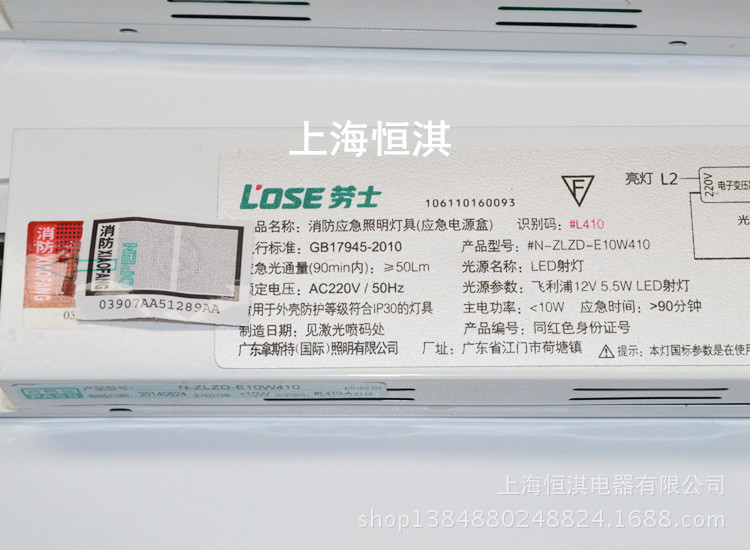 上海恒淇
LOSE 劳士
106110160093
F
亮灯 L2
220V
电子变压
品名称：消防应急照明灯具(应急电源盒)
识别码：#L410
光
行标准：GB17945-2010
产品型号：#N-ZLZD-E10W410
急光通量(90min内)：≥50Lm
光源名称：LED射灯
额定电压：AC220V / 50Hz
光源参数：飞利浦12V 5.5W LED射灯
用于外壳防护等级符合IP30的灯具
主电功率：<10W 应急时间：>90分钟
制造日期：见激光喷码处
产品编号：同红色身份证号
广东拿斯特(国际)照明有限公司
厂址：广东省江门市荷塘镇
提示：本灯国标参数是在应
消防 XIAOFANG
03
消防 XIAOFANG
03907AA51289AA
产品型号：
N-ZLZD-E10W410
20140624
<10W
#L410-A
上海恒淇电器有限公司
shop1384880248824.1688.com